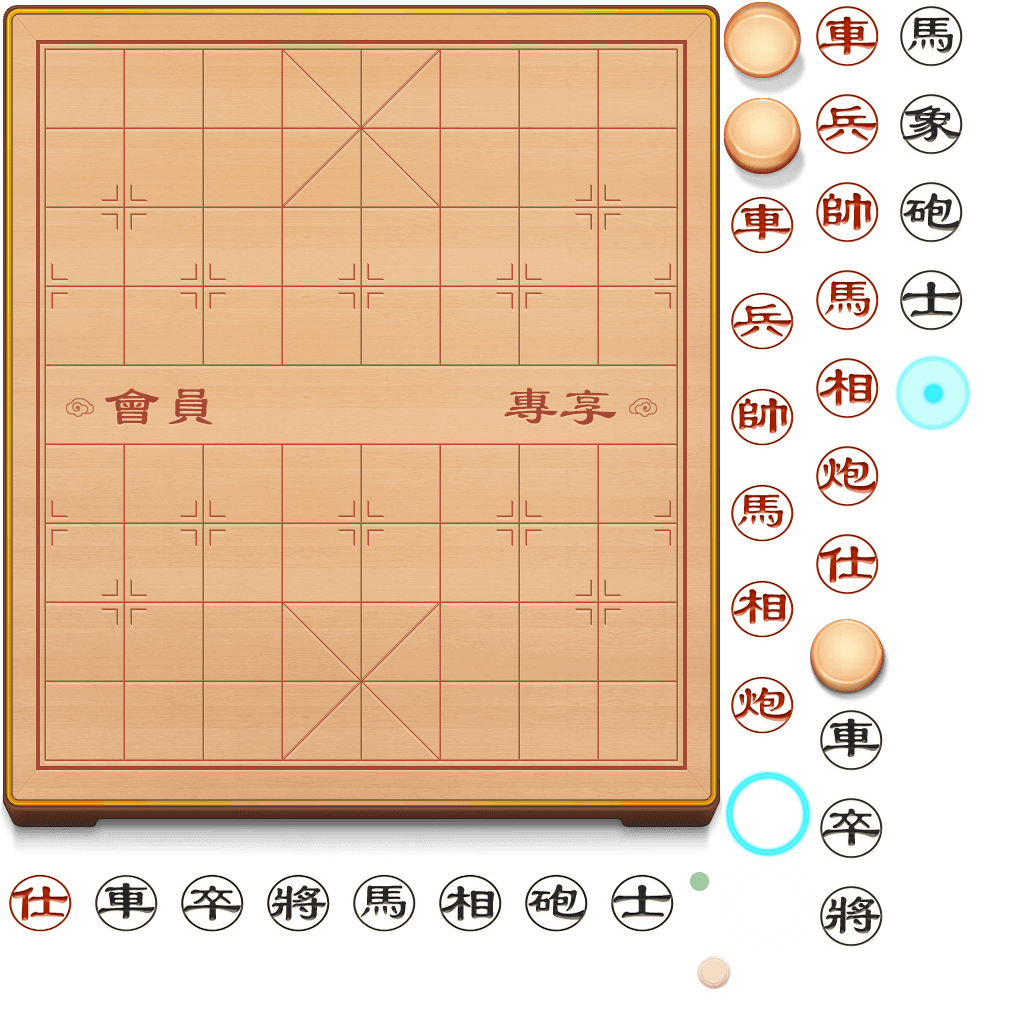 會員 專享
車
兵
帥
馬
相
炮
車
兵
帥
馬
相
炮
仕
車
卒
將
馬
象
砲
士
仕 車 卒 將 馬 相 砲 士